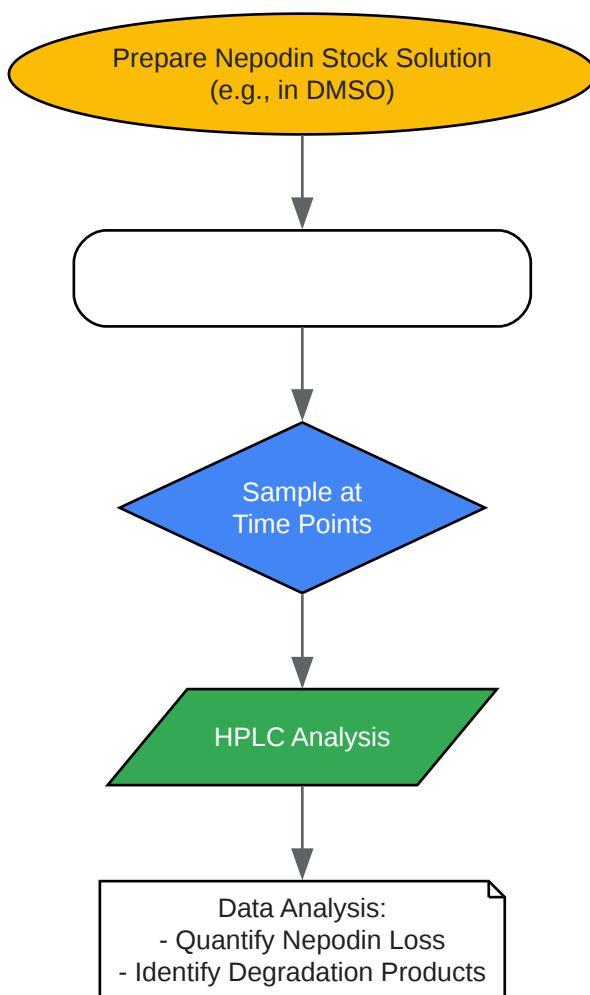 Prepare Nepodin Stock Solution
(e.g., in DMSO)
Sample at
Time Points
HPLC Analysis
Data Analysis:
- Quantify Nepodin Loss
- Identify Degradation Products